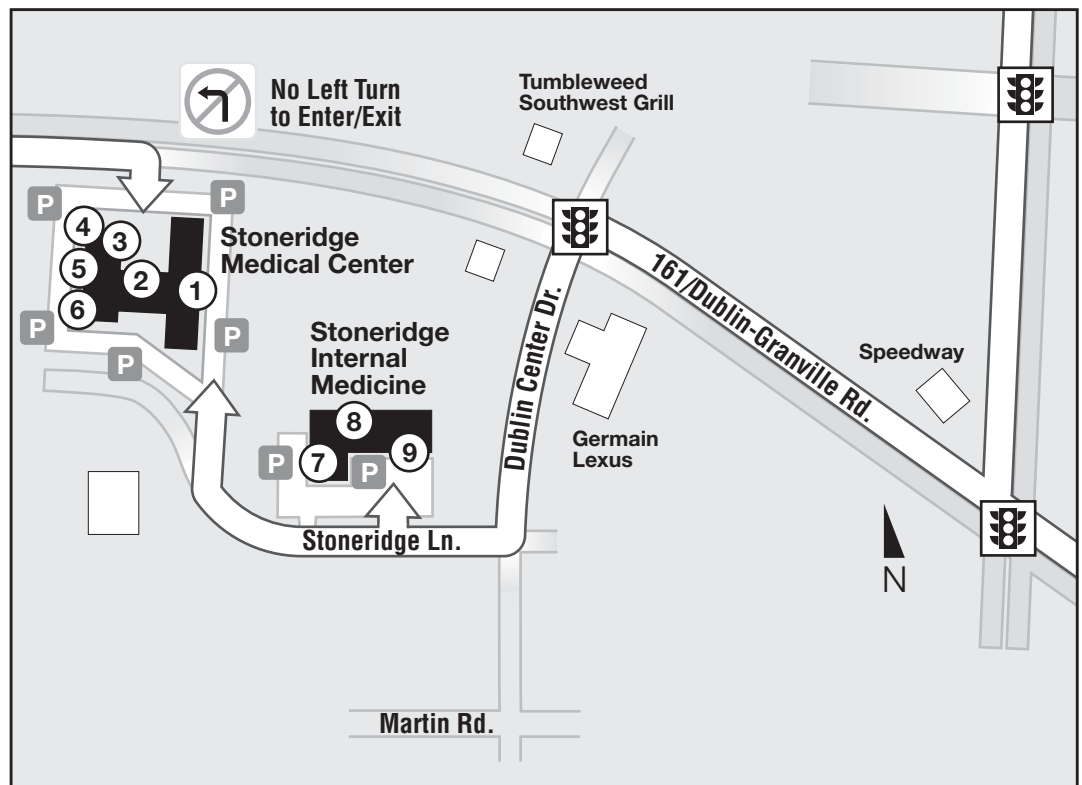 No Left Turn
to Enter/Exit
Tumbleweed
Southwest Grill
P
P
4
3
Stoneridge
Medical Center
5
2
1
6
161/Dublin-Granville Rd.
P
P
P
Stoneridge
Internal
Medicine
Dublin Center Dr.
Speedway
8
9
7
P
P
Germain
Lexus
Stoneridge Ln.
N
Martin Rd.